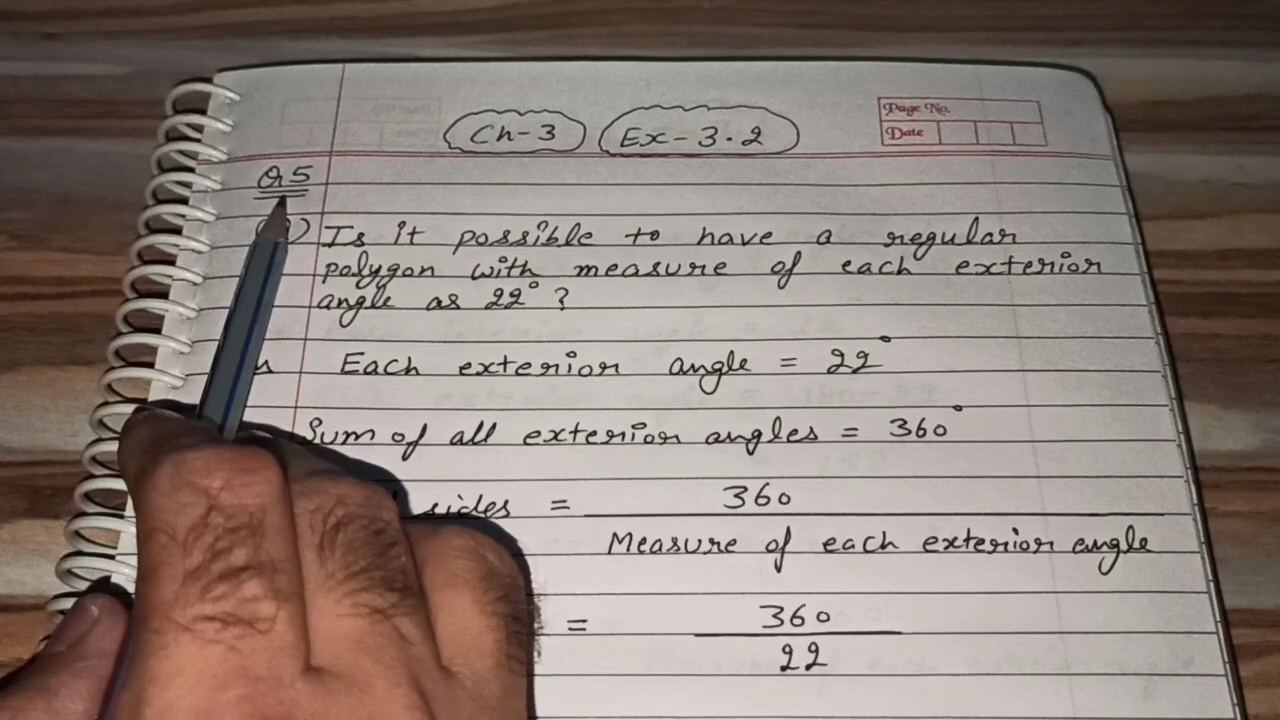 Ch-3 Ex-3.2
Page No.
Date
Q5
Is it possible to have a regular
polygon with measure of each exterior
angle as 22° ?
Each exterior angle = 22°
Sum of all exterior angles = 360°
sides = 360
Measure of each exterior angle
= 360
22